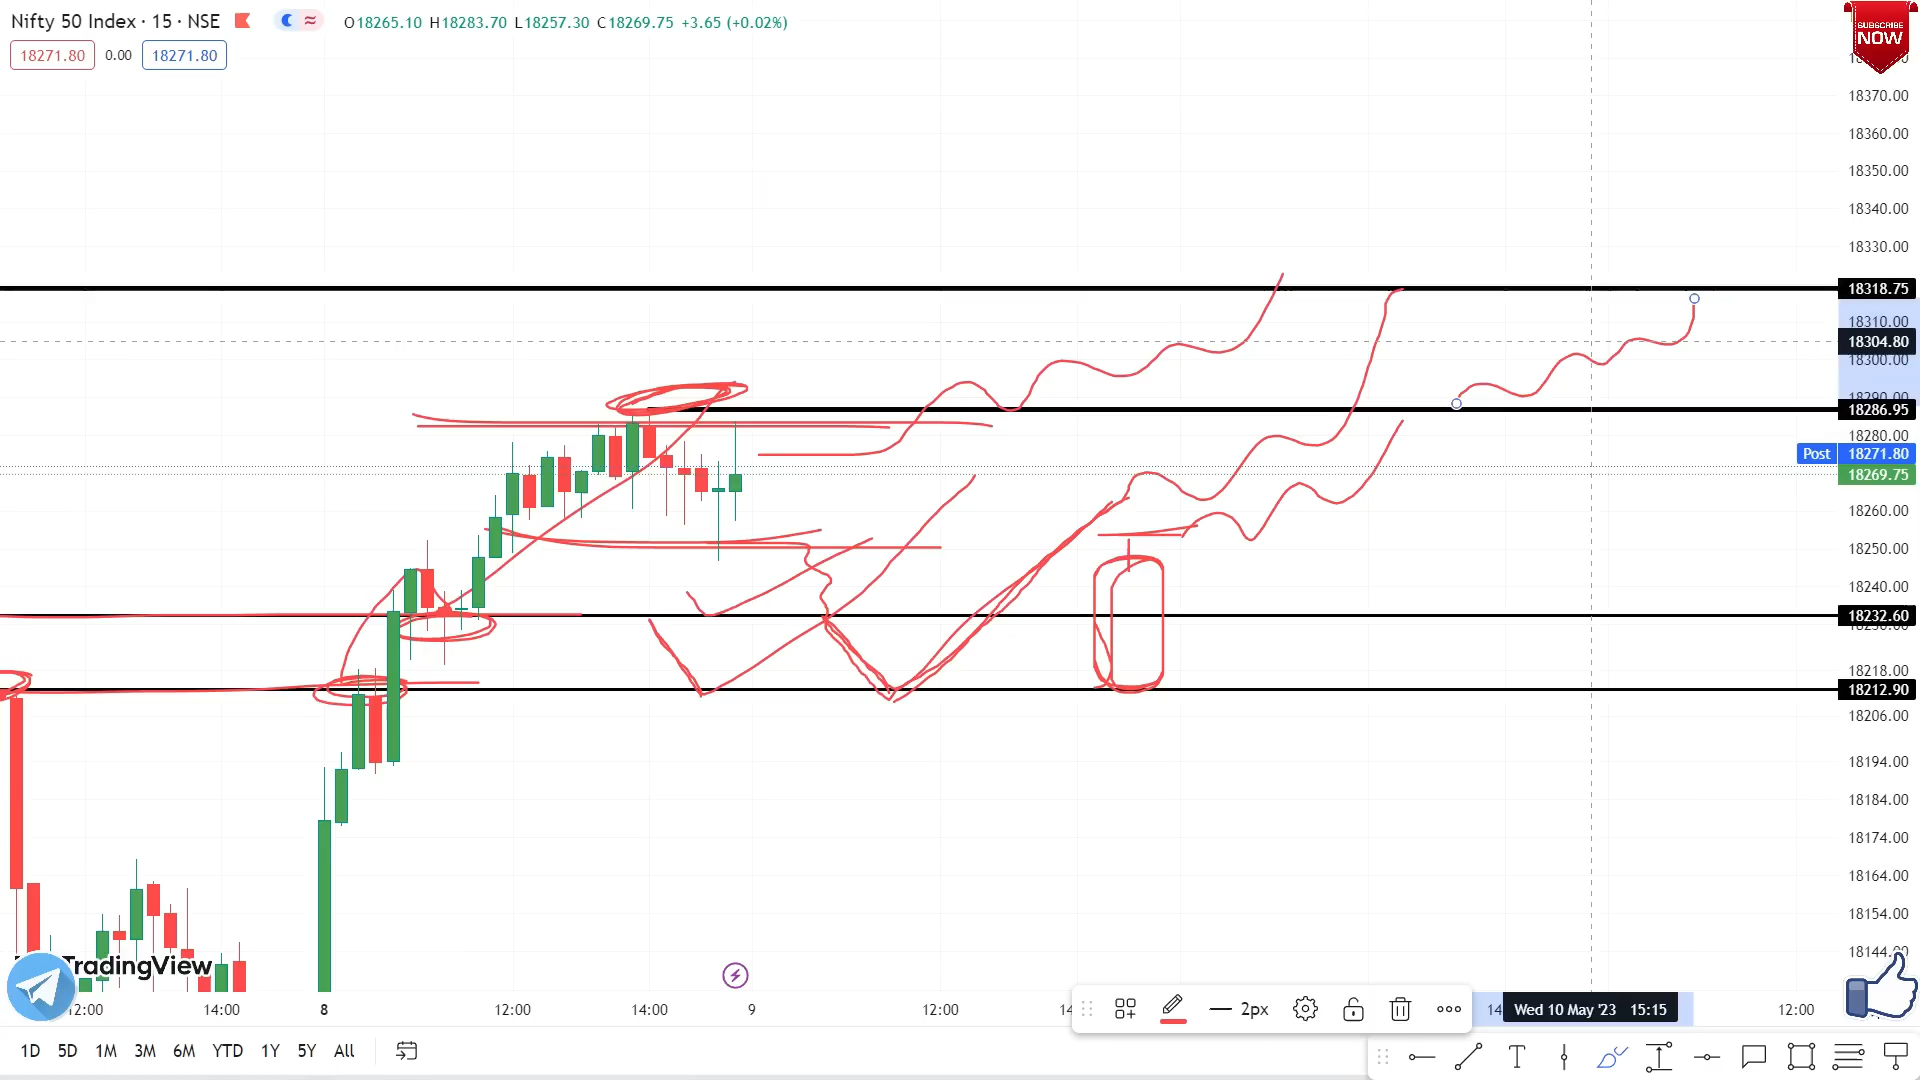 Nifty 50 Index · 15 · NSE
O18265.10 H18283.70 L18257.30 C18269.75 +3.65 (+0.02%)
18271.80 0.00 18271.80
SUBSCRIBE
NOW
18370.00
18360.00
18350.00
18340.00
18330.00
18318.75
18310.00
18304.80
18300.00
18290.00
18286.95
18280.00
Post 18271.80
18269.75
18260.00
18250.00
18240.00
18232.60
18218.00
18212.90
18206.00
18194.00
18184.00
18174.00
18164.00
18154.00
18144.00
TradingView
12:00 14:00 8 12:00 14:00 9 12:00 Wed 10 May '23 15:15 12:00
2px
1D 5D 1M 3M 6M YTD 1Y 5Y All
T